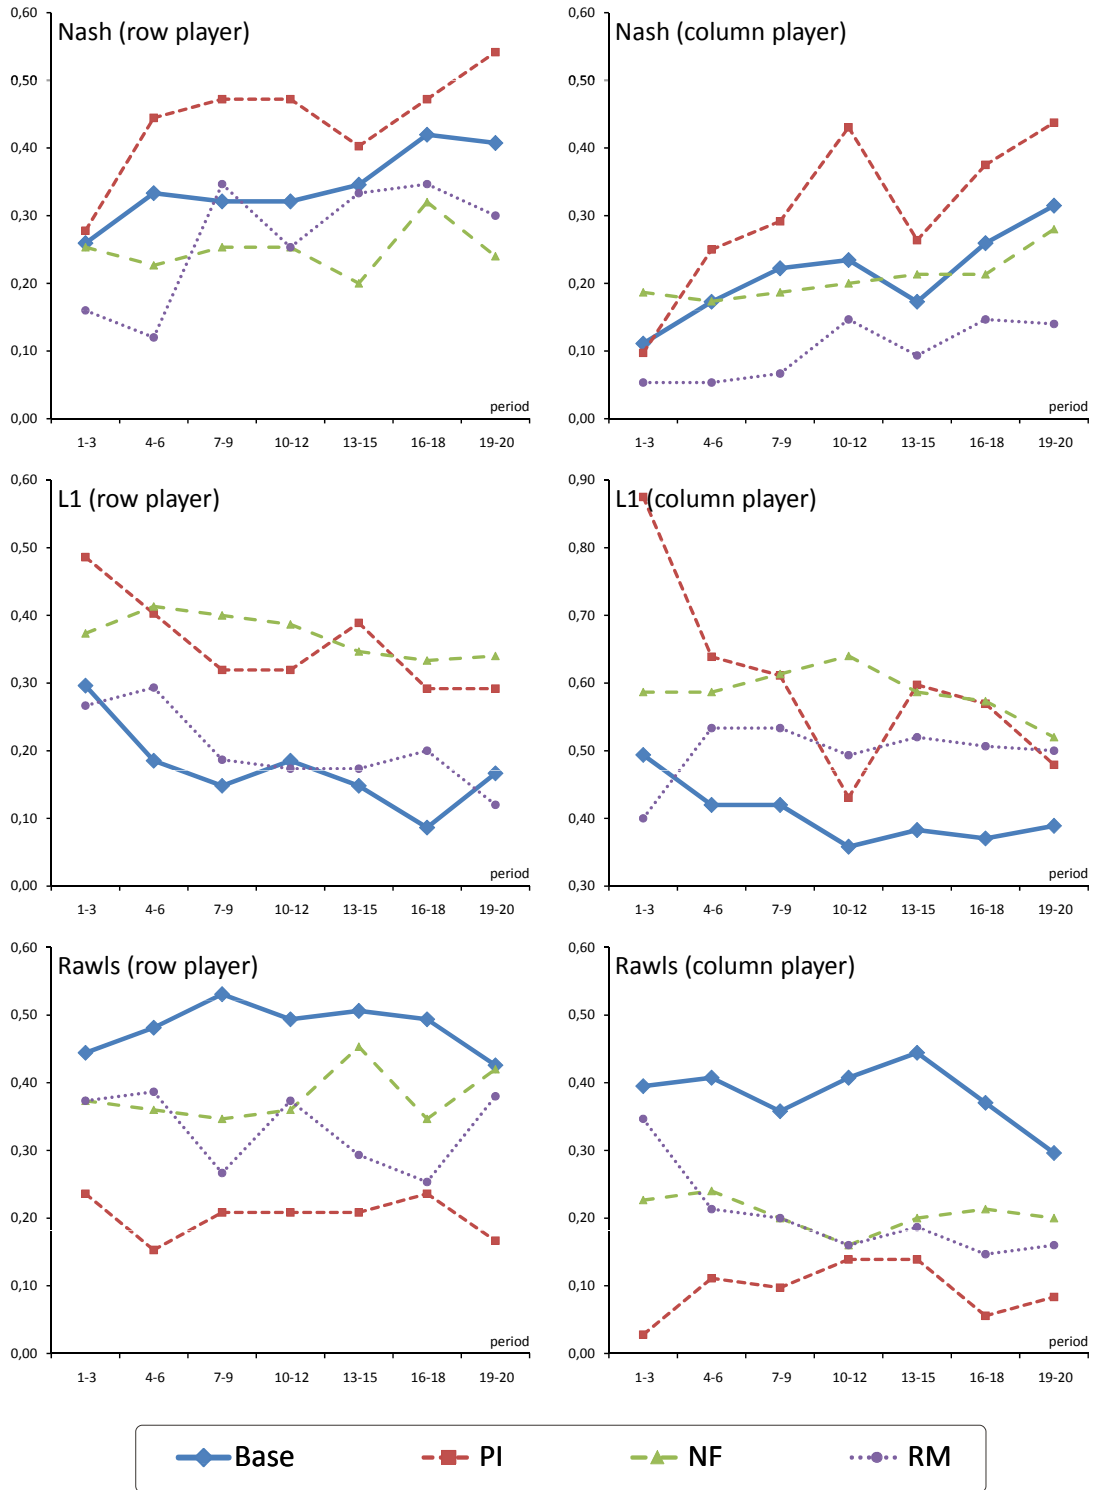 Nash (row player)
0,60
0,50
0,40
0,30
0,20
0,10
0,00
period
1-3 4-6 7-9 10-12 13-15 16-18 19-20
Nash (column player)
0,60
0,50
0,40
0,30
0,20
0,10
0,00
period
1-3 4-6 7-9 10-12 13-15 16-18 19-20
L1 (row player)
0,60
0,50
0,40
0,30
0,20
0,10
0,00
period
1-3 4-6 7-9 10-12 13-15 16-18 19-20
L1 (column player)
0,90
0,80
0,70
0,60
0,50
0,40
0,30
period
1-3 4-6 7-9 10-12 13-15 16-18 19-20
Rawls (row player)
0,60
0,50
0,40
0,30
0,20
0,10
0,00
period
1-3 4-6 7-9 10-12 13-15 16-18 19-20
Rawls (column player)
0,60
0,50
0,40
0,30
0,20
0,10
0,00
period
1-3 4-6 7-9 10-12 13-15 16-18 19-20
Base PI NF RM